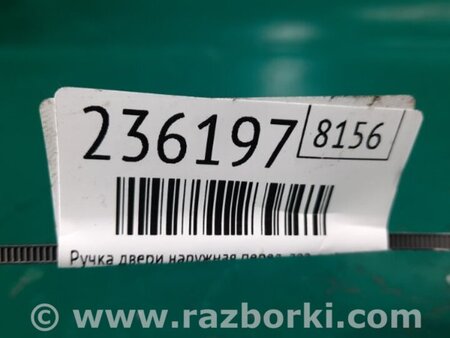 236197 8156
Ручка двери наружная перед
© www.razborki.com